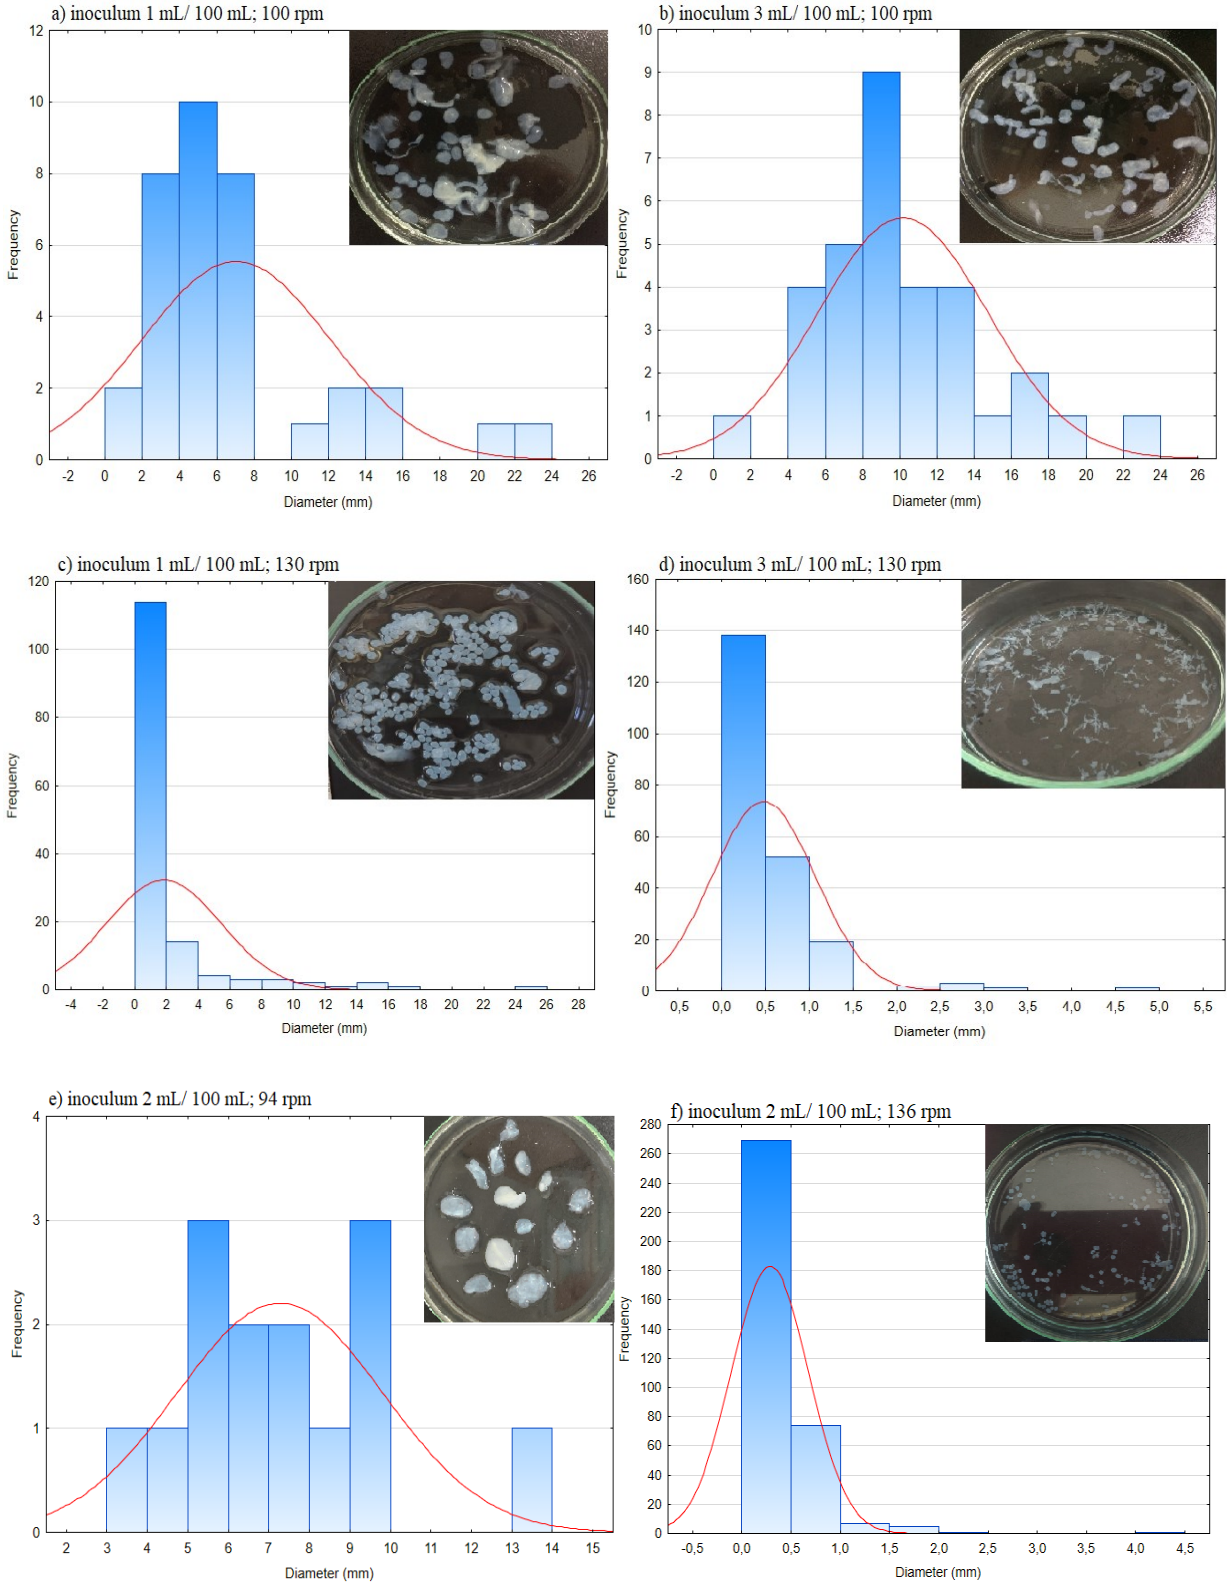 a) inoculum 1 mL/ 100 mL; 100 rpm
12
10
8
6
4
2
0
Frequency
-2 0 2 4 6 8 10 12 14 16 18 20 22 24 26
Diameter (mm)
b) inoculum 3 mL/ 100 mL; 100 rpm
10
9
8
7
6
5
4
3
2
1
0
Frequency
-2 0 2 4 6 8 10 12 14 16 18 20 22 24 26
Diameter (mm)
c) inoculum 1 mL/ 100 mL; 130 rpm
120
100
80
60
40
20
0
Frequency
-4 -2 0 2 4 6 8 10 12 14 16 18 20 22 24 26 28
Diameter (mm)
d) inoculum 3 mL/ 100 mL; 130 rpm
160
140
120
100
80
60
40
20
0
Frequency
0,5 0,0 0,5 1,0 1,5 2,0 2,5 3,0 3,5 4,0 4,5 5,0 5,5
Diameter (mm)
e) inoculum 2 mL/ 100 mL; 94 rpm
4
3
2
1
0
Frequency
2 3 4 5 6 7 8 9 10 11 12 13 14 15
Diameter (mm)
f) inoculum 2 mL/ 100 mL; 136 rpm
280
260
240
220
200
180
160
140
120
100
80
60
40
20
0
Frequency
-0,5 0,0 0,5 1,0 1,5 2,0 2,5 3,0 3,5 4,0 4,5
Diameter (mm)